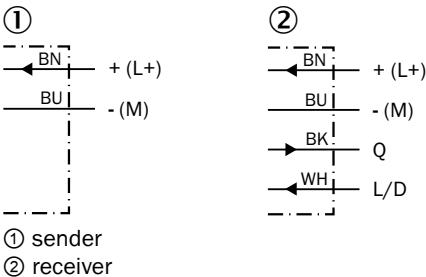 ①
BN + (L+)
BU - (M)
②
BN + (L+)
BU - (M)
BK Q
WH L/D
① sender
② receiver